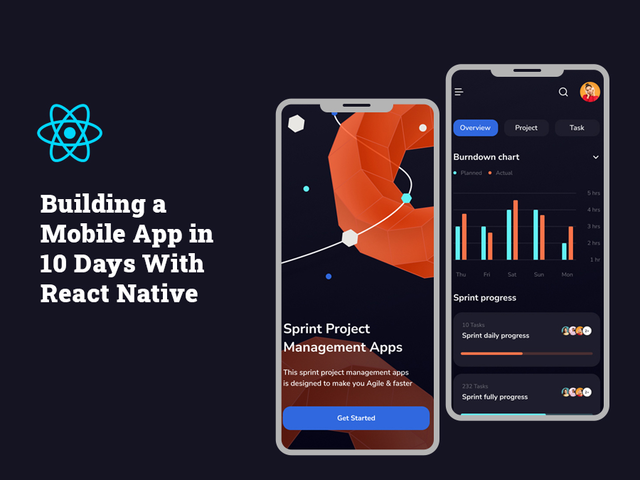 Building a
Mobile App in
10 Days With
React Native
Sprint Project
Management Apps
This sprint project management apps
is designed to make you Agile & faster
Get Started
Overview Project Task
Burndown chart
Planned Actual
5 hrs
4 hrs
3 hrs
2 hrs
1 hr
Thu Fri Sat Sun Mon
Sprint progress
10 Tasks
Sprint daily progress
232 Tasks
Sprint fully progress